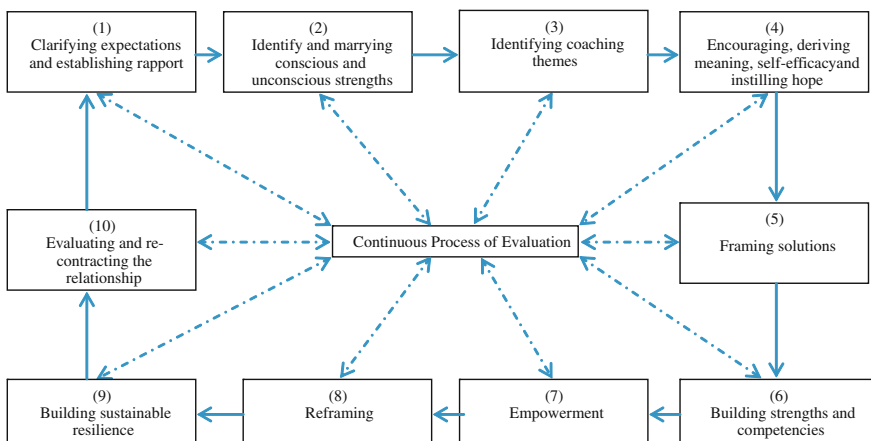 (1)
Clarifying expectations
and establishing rapport
(2)
Identify and marrying
conscious and
unconscious strengths
(3)
Identifying coaching
themes
(4)
Encouraging, deriving
meaning, self-efficacyand
instilling hope
(10)
Evaluating and re-
contracting the
relationship
Continuous Process of Evaluation
(5)
Framing solutions
(9)
Building sustainable
resilience
(8)
Reframing
(7)
Empowerment
(6)
Building strengths and
competencies